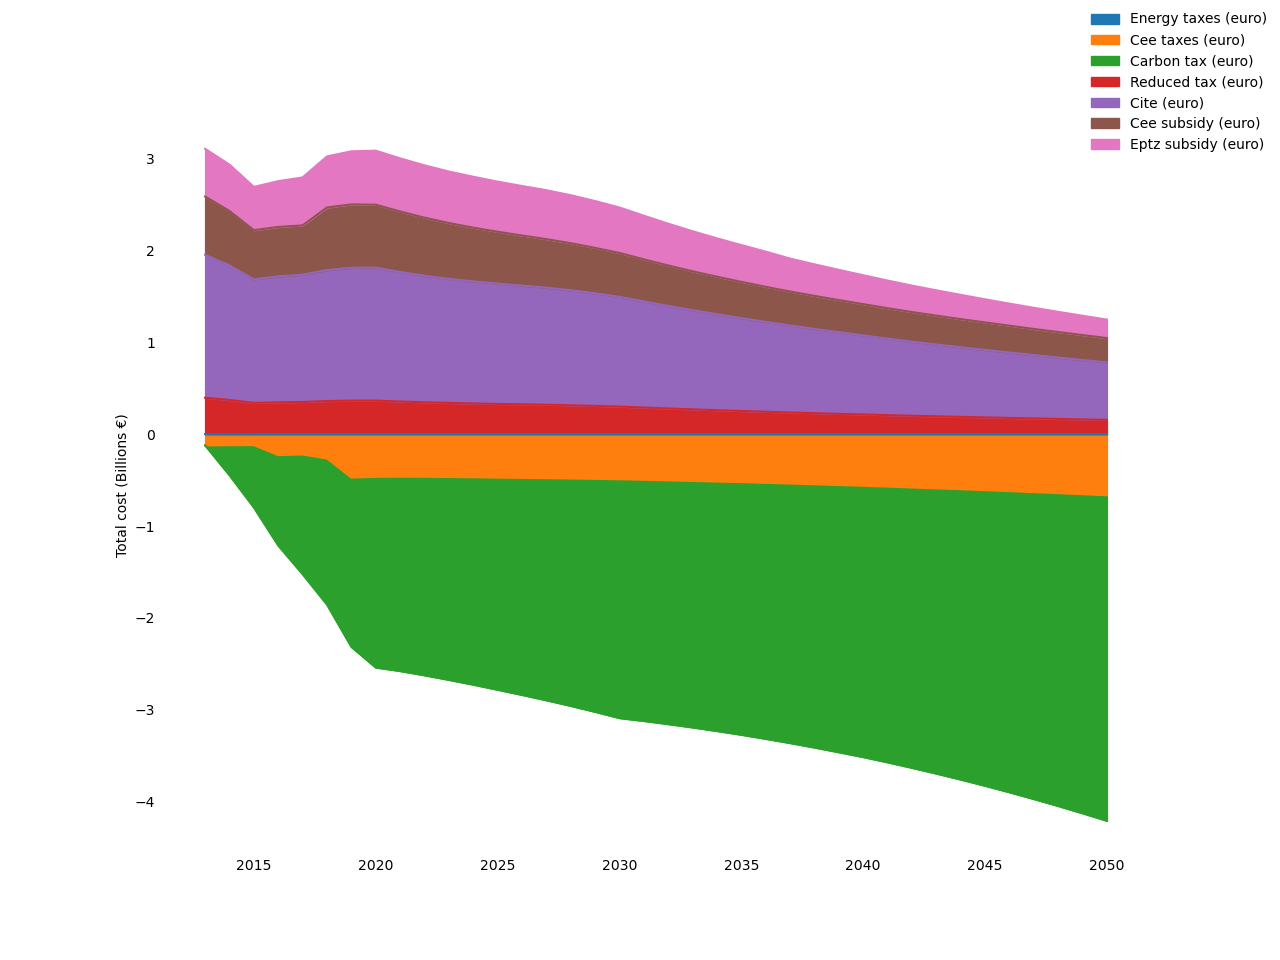 Energy taxes (euro)
Cee taxes (euro)
Carbon tax (euro)
Reduced tax (euro)
Cite (euro)
Cee subsidy (euro)
Eptz subsidy (euro)
Total cost (Billions €)
3
2
1
0
−1
−2
−3
−4
2015 2020 2025 2030 2035 2040 2045 2050